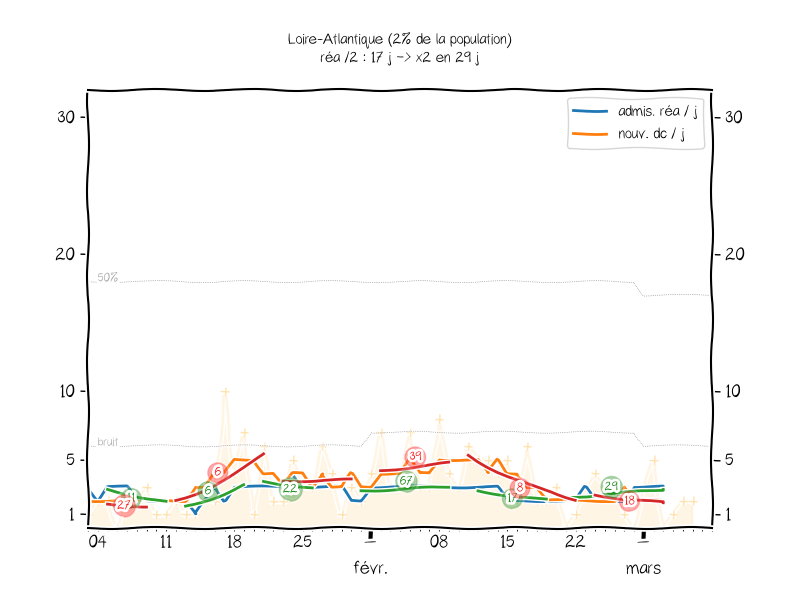 Loire-Atlantique (2% de la population)
réa /2 : 17 j -> x2 en 29 j
admis. réa / j
nouv. dc / j
30 30
20 20
50%
10 10
bruit
5 5
1 1
6 39 67 29
22 8 17 18
27 6
04 11 18 25 1 08 15 22 1
févr. mars